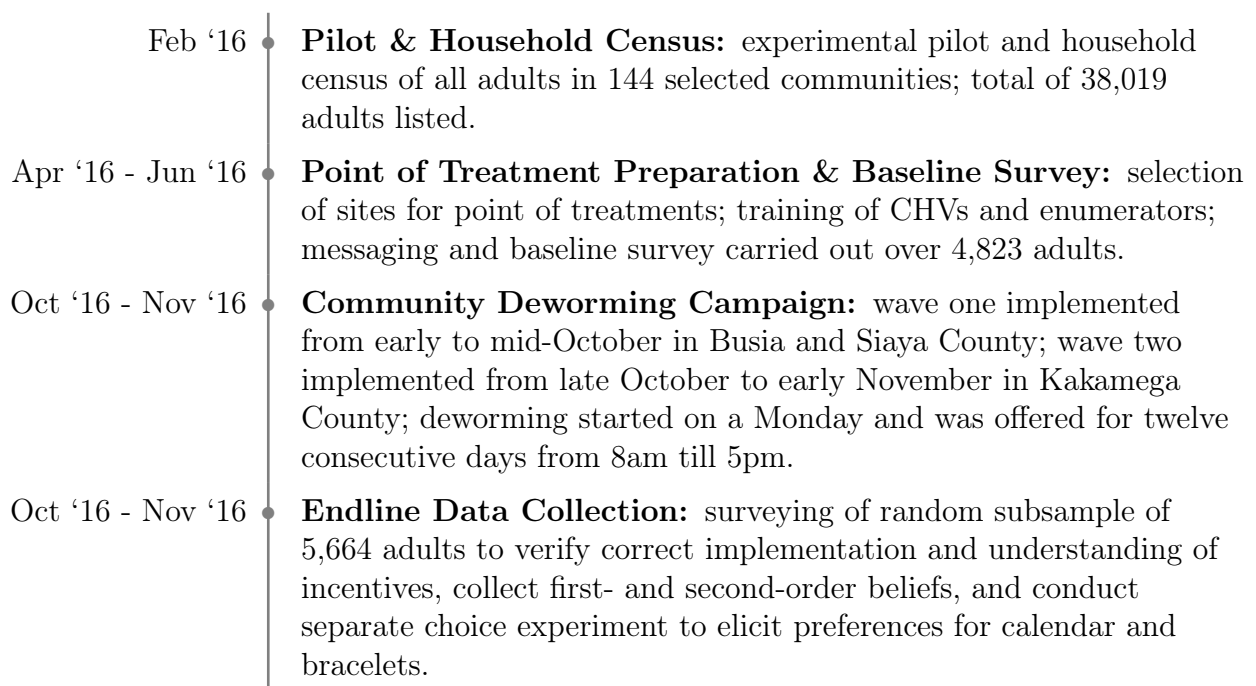 Feb ‘16 Pilot & Household Census: experimental pilot and household
census of all adults in 144 selected communities; total of 38,019
adults listed.
Apr ‘16 - Jun ‘16 Point of Treatment Preparation & Baseline Survey: selection
of sites for point of treatments; training of CHVs and enumerators;
messaging and baseline survey carried out over 4,823 adults.
Oct ‘16 - Nov ‘16 Community Deworming Campaign: wave one implemented
from early to mid-October in Busia and Siaya County; wave two
implemented from late October to early November in Kakamega
County; deworming started on a Monday and was offered for twelve
consecutive days from 8am till 5pm.
Oct ‘16 - Nov ‘16 Endline Data Collection: surveying of random subsample of
5,664 adults to verify correct implementation and understanding of
incentives, collect first- and second-order beliefs, and conduct
separate choice experiment to elicit preferences for calendar and
bracelets.